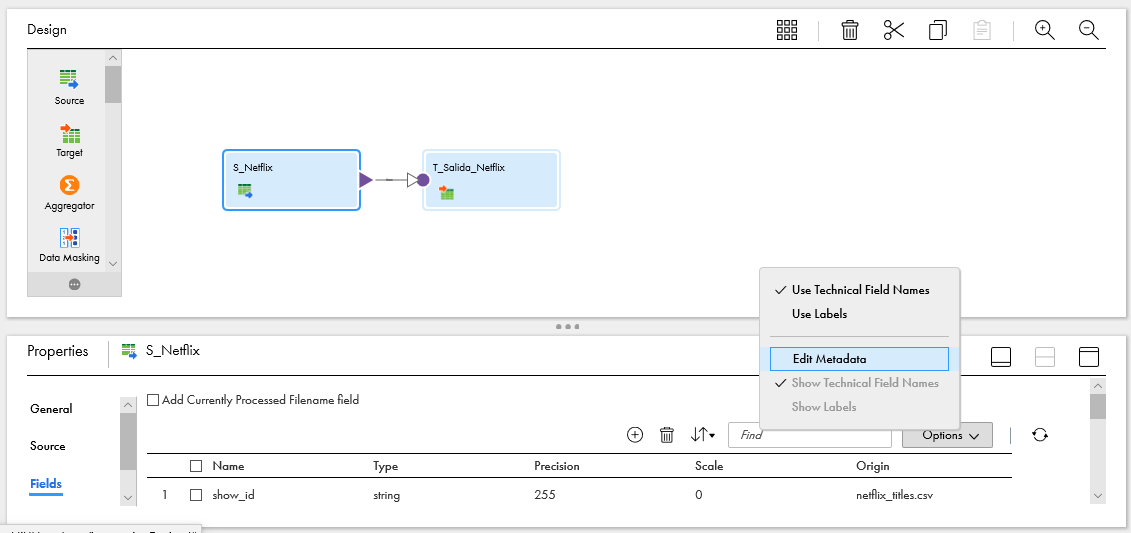 Design
Source
Target
Aggregator
Data Masking
S_Netflix
T_Salida_Netflix
Use Technical Field Names
Use Labels
Edit Metadata
Show Technical Field Names
Show Labels
Properties
S_Netflix
General
Source
Fields
Add Currently Processed Filename field
Find
Options
Name Type Precision Scale Origin
1 show_id string 255 0 netflix_titles.csv